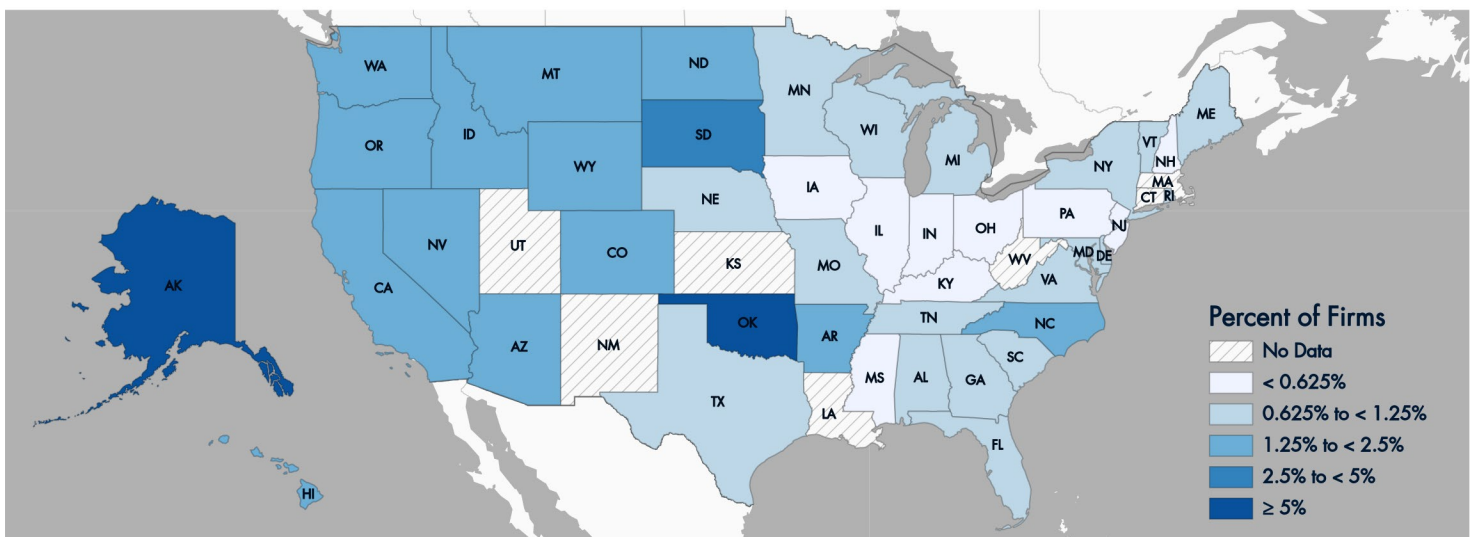 WA
MT
ND
MN
ME
OR
ID
SD
WI
MI
VT
NH
NY
MA
CT
RI
WY
IA
NE
PA
NJ
NV
UT
CO
IL
IN
OH
KS
MO
WV
MD
DE
VA
KY
CA
AK
AZ
NM
OK
AR
TN
NC
SC
MS
AL
GA
TX
LA
FL
HI
Percent of Firms
No Data
< 0.625%
0.625% to < 1.25%
1.25% to < 2.5%
2.5% to < 5%
≥ 5%